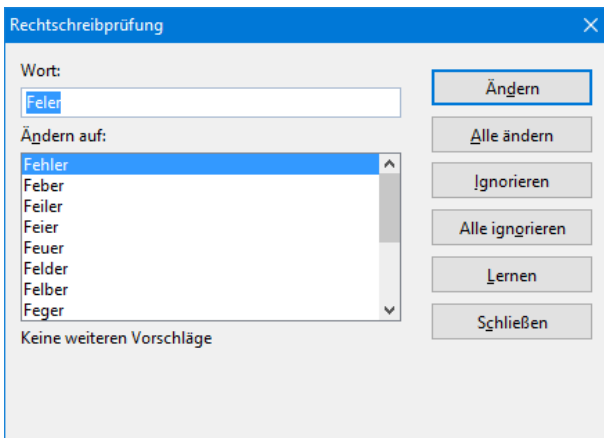 Rechtschreibprüfung
Wort:
Feler
Ändern auf:
Fehler
Feber
Feiler
Feier
Feuer
Felder
Felber
Feger
Keine weiteren Vorschläge
Ändern
Alle ändern
Ignorieren
Alle ignorieren
Lernen
Schließen